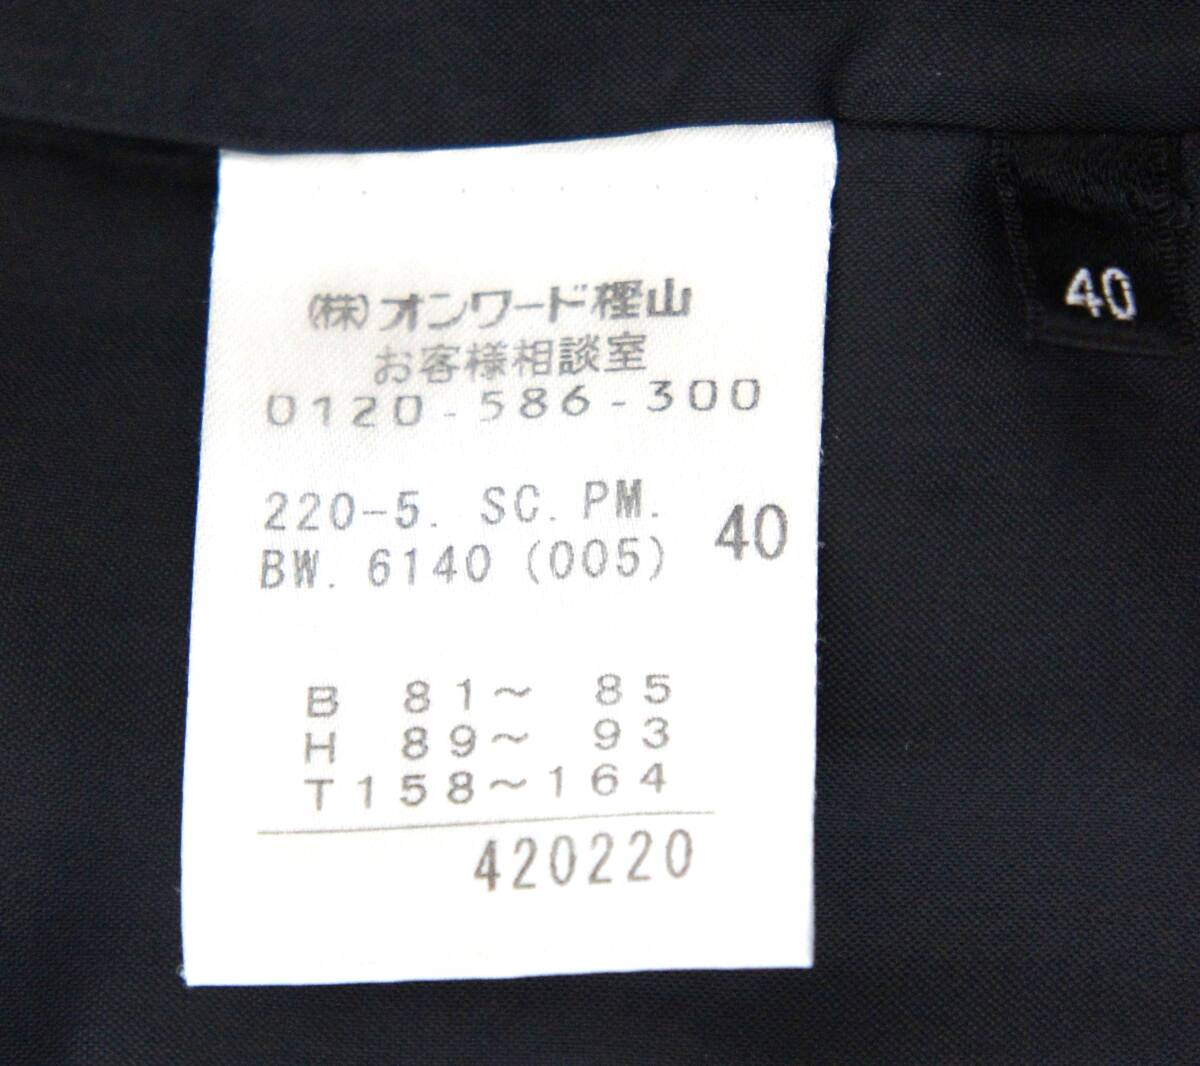 (株)オンワード樫山
お客様相談室
0120-586-300
220-5. SC. PM.
BW. 6140 (005)
40
B 81～ 85
H 89～ 93
T158～164
420220
40